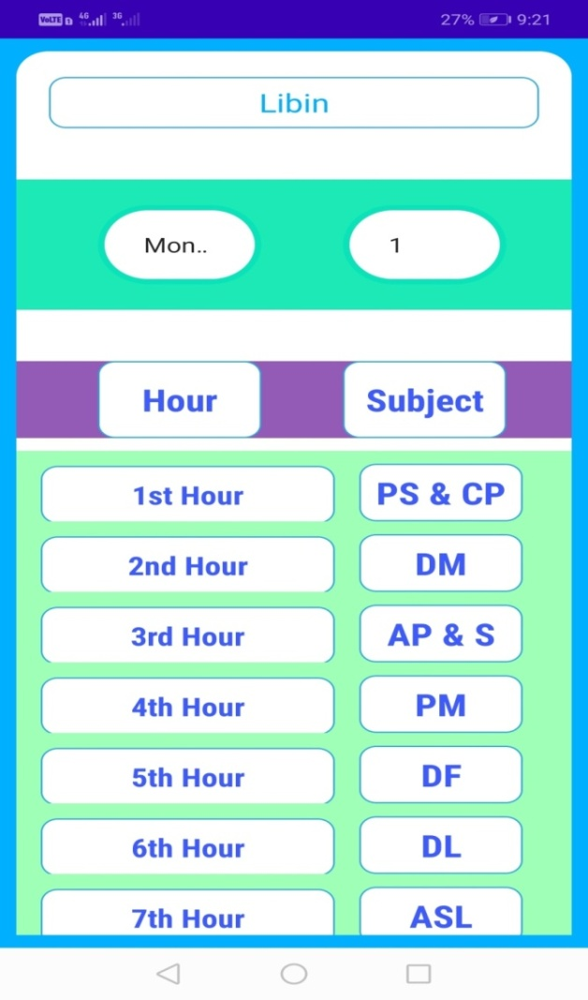 VoLTE 4G 3G 27% 9:21
Libin
Mon.. 1
Hour Subject
1st Hour PS & CP
2nd Hour DM
3rd Hour AP & S
4th Hour PM
5th Hour DF
6th Hour DL
7th Hour ASL